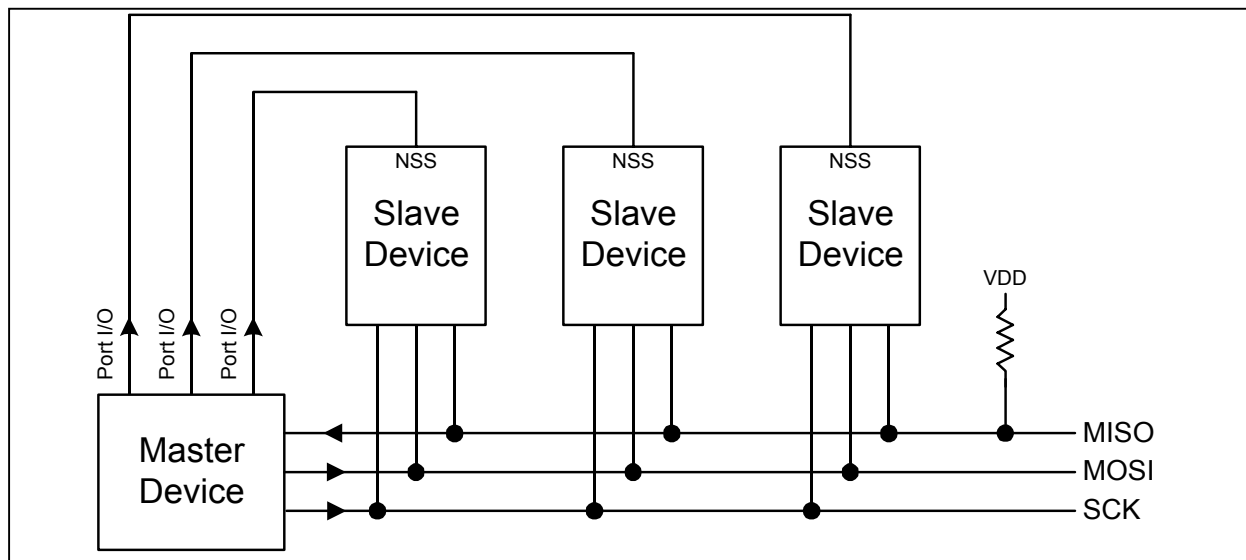 NSS
Slave
Device
NSS
Slave
Device
NSS
Slave
Device
VDD
Port I/O
Port I/O
Port I/O
Master
Device
MISO
MOSI
SCK